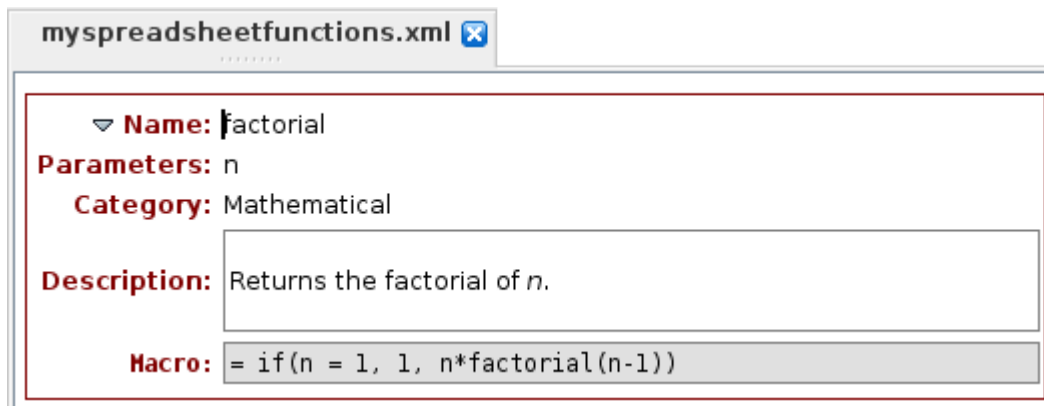 myspreadsheetfunctions.xml
Name: factorial
Parameters: n
Category: Mathematical
Description: Returns the factorial of n.
Macro: = if(n = 1, 1, n*factorial(n-1))